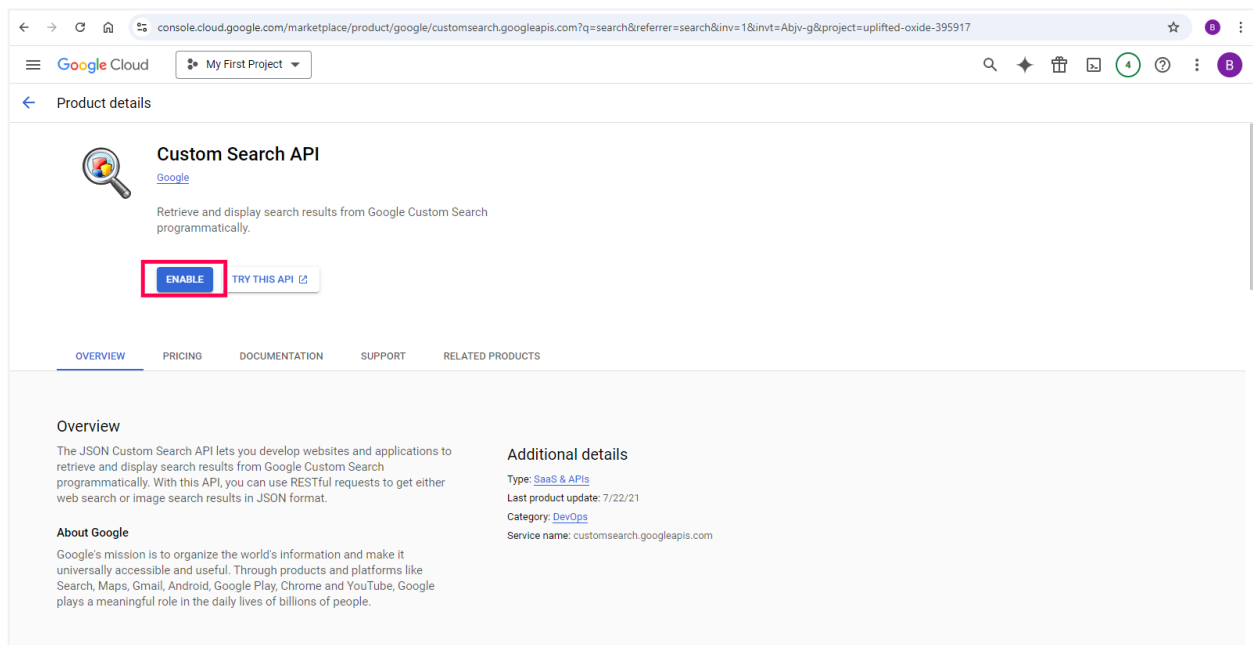 console.cloud.google.com/marketplace/product/google/customsearch.googleapis.com?q=search&referrer=search&inv=1&invt=Abjv-g&project=uplifted-oxide-395917
B
Google Cloud
My First Project
4
B
Product details
Custom Search API
Google
Retrieve and display search results from Google Custom Search
programmatically.
ENABLE
TRY THIS API
OVERVIEW PRICING DOCUMENTATION SUPPORT RELATED PRODUCTS
Overview
The JSON Custom Search API lets you develop websites and applications to
retrieve and display search results from Google Custom Search
programmatically. With this API, you can use RESTful requests to get either
web search or image search results in JSON format.
About Google
Google's mission is to organize the world's information and make it
universally accessible and useful. Through products and platforms like
Search, Maps, Gmail, Android, Google Play, Chrome and YouTube, Google
plays a meaningful role in the daily lives of billions of people.
Additional details
Type: SaaS & APIs
Last product update: 7/22/21
Category: DevOps
Service name: customsearch.googleapis.com